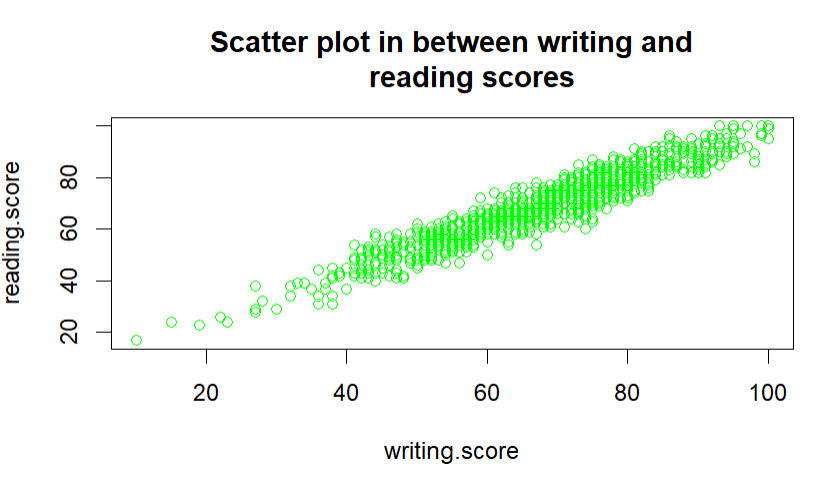 Scatter plot in between writing and
reading scores
reading.score
80
60
40
20
20 40 60 80 100
writing.score